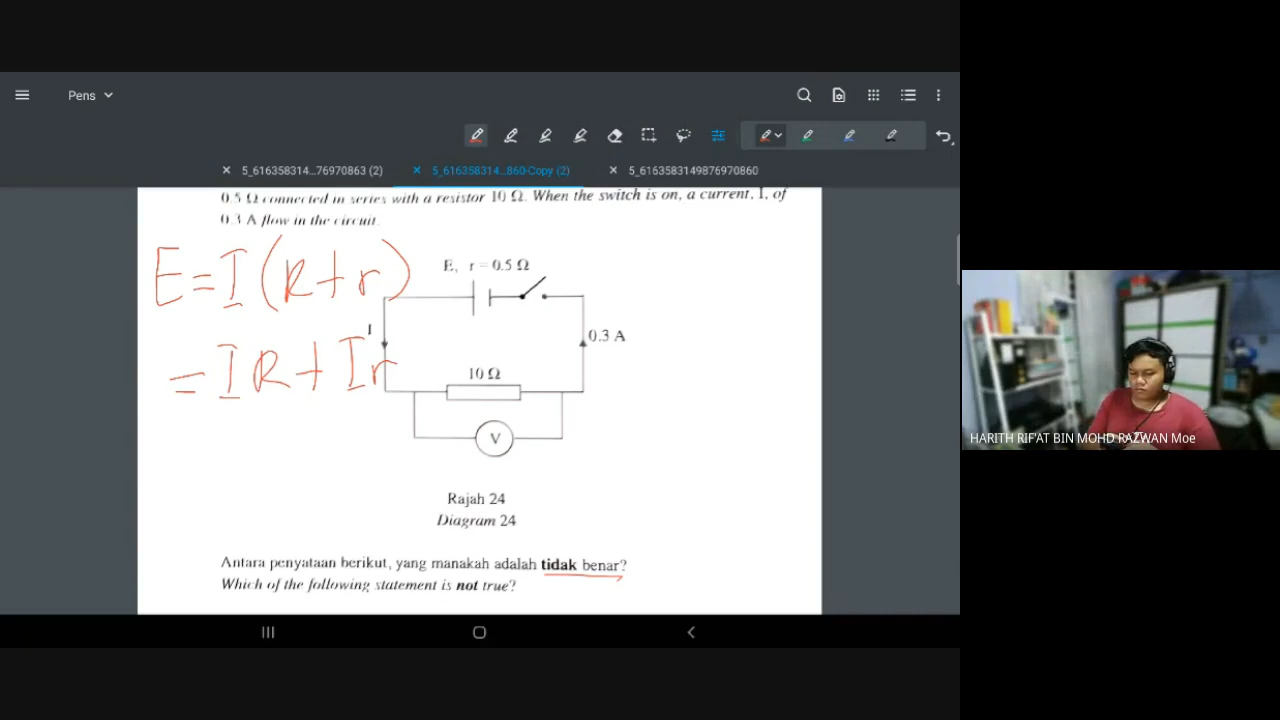 Pens
5_616358314...76970863 (2)
5_616358314...860-Copy (2)
5_6163583149876970860
0.5 Ω connected in series with a resistor 10 Ω. When the switch is on, a current, I, of
0.3 A flow in the circuit.
E = I (R + r)
= IR + Ir
E, r = 0.5 Ω
I
0.3 A
10 Ω
V
Rajah 24
Diagram 24
Antara penyataan berikut, yang manakah adalah tidak benar?
Which of the following statement is not true?
HARITH RIF'AT BIN MOHD RAZWAN Moe